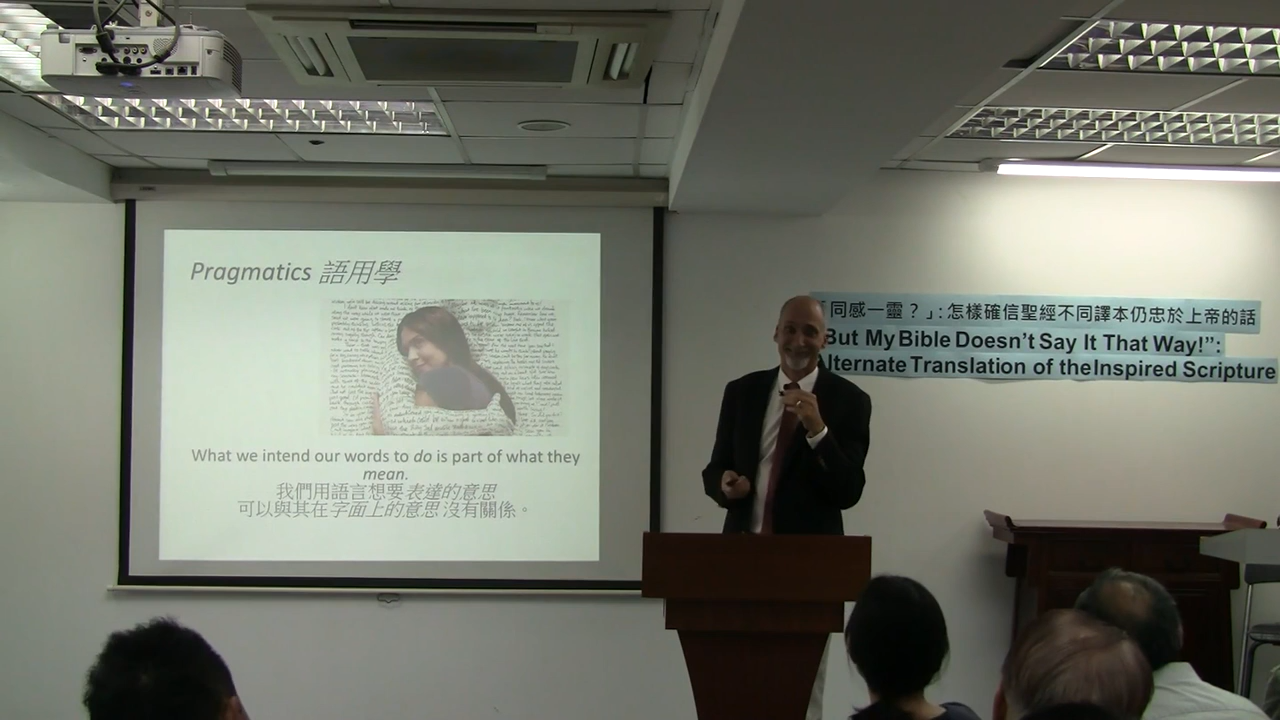 Pragmatics 語用學
What we intend our words to do is part of what they
mean.
我們用語言想要表達的意思
可以與其在字面上的意思沒有關係。
同感一靈？」：怎樣確信聖經不同譯本仍忠於上帝的話
But My Bible Doesn't Say It That Way!":
lternate Translation of the Inspired Scripture